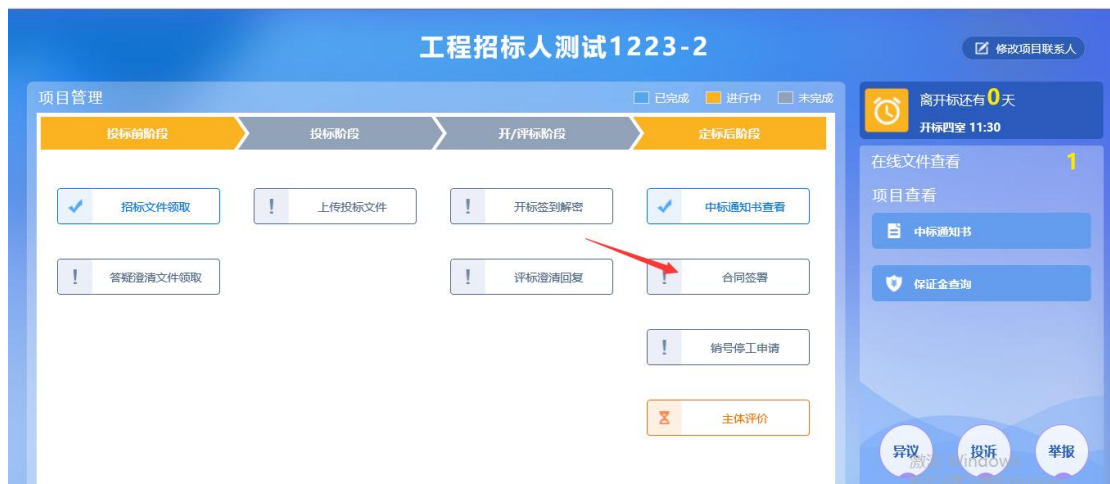 工程招标人测试1223-2
修改项目联系人
项目管理
已完成 进行中 未完成
投标前阶段 投标阶段 开/评标阶段 定标后阶段
招标文件领取 上传投标文件 开标签到解密 中标通知书查看
答疑澄清文件领取 评标澄清回复 合同签署
销号停工申请
主体评价
离开标还有0天
开标四室 11:30
在线文件查看 1
项目查看
中标通知书
保证金查询
异议 投诉 举报
激活 Windows